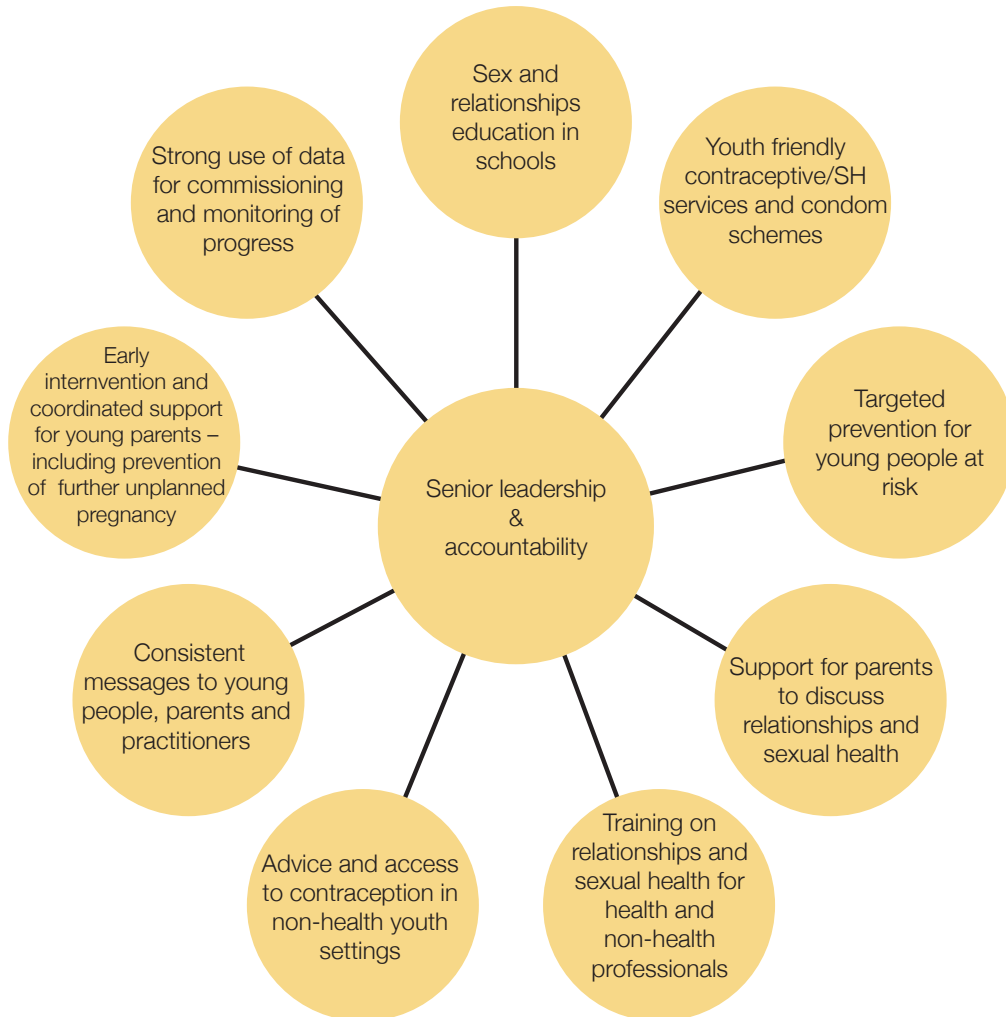 Sex and
relationships
education in
schools
Youth friendly
contraceptive/SH
services and condom
schemes
Targeted
prevention for
young people at
risk
Support for parents
to discuss
relationships and
sexual health
Training on
relationships and
sexual health for
health and
non-health
professionals
Advice and access
to contraception in
non-health youth
settings
Consistent
messages to young
people, parents and
practitioners
Early
internvention and
coordinated support
for young parents –
including prevention
of further unplanned
pregnancy
Strong use of data
for commissioning
and monitoring of
progress
Senior leadership
&
accountability